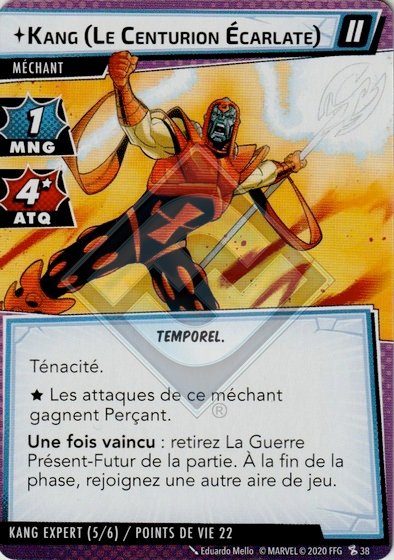 Kang (Le Centurion Écarlate)
II
MÉCHANT
1
MNG
4★
ATQ
TEMPOREL.
Ténacité.
★ Les attaques de ce méchant
gagnent Perçant.
®
Une fois vaincu : retirez La Guerre
Présent-Futur de la partie. À la fin de la
phase, rejoignez une autre aire de jeu.
KANG EXPERT (5/6) / POINTS DE VIE 22
Eduardo Mello © MARVEL © 2020 FFG 38